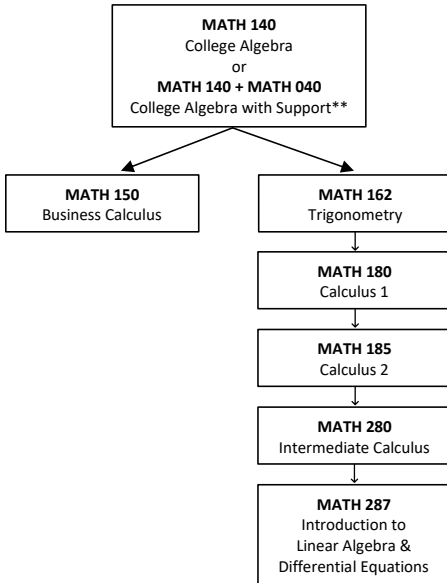 MATH 140
College Algebra
or
MATH 140 + MATH 040
College Algebra with Support**
MATH 150
Business Calculus
MATH 162
Trigonometry
MATH 180
Calculus 1
MATH 185
Calculus 2
MATH 280
Intermediate Calculus
MATH 287
Introduction to
Linear Algebra &
Differential Equations